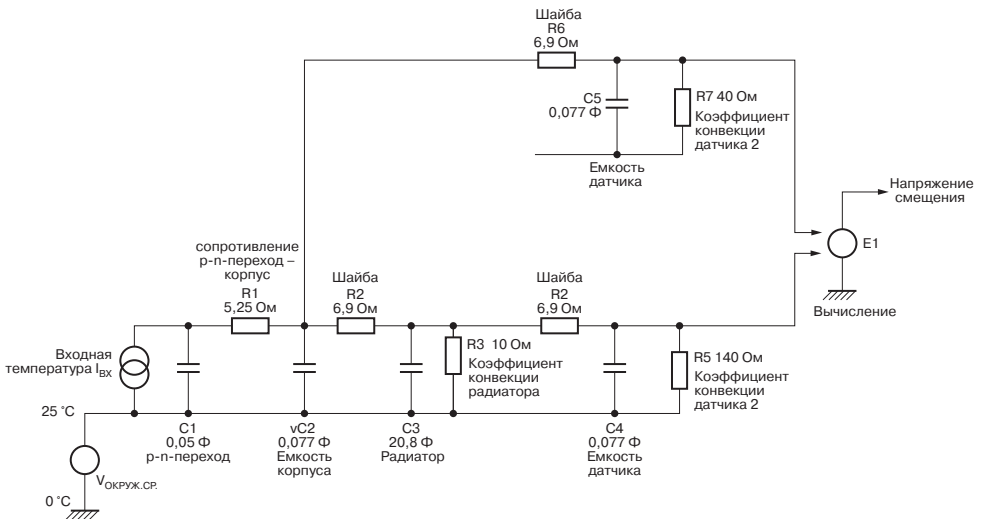 Шайба
R6
6,9 Ом
C5
0,077 Ф
R7 40 Ом
Коэффициент
конвекции
датчика 2
Емкость
датчика
Напряжение
смещения
E1
Вычисление
сопротивление
p-n-переход –
корпус
R1
5,25 Ом
Шайба
R2
6,9 Ом
Шайба
R2
6,9 Ом
Входная
температура IВХ
R3 10 Ом
Коэффициент
конвекции
радиатора
R5 140 Ом
Коэффициент
конвекции
датчика 2
25 °C
C1
0,05 Ф
p-n-переход
vC2
0,077 Ф
Емкость
корпуса
C3
20,8 Ф
Радиатор
C4
0,077 Ф
Емкость
датчика
VОКРУЖ.СР.
0 °C